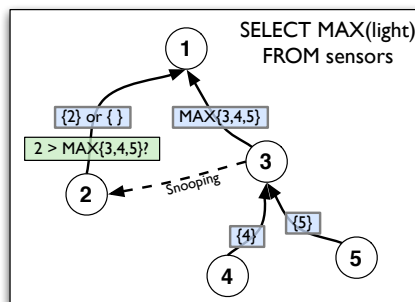 SELECT MAX(light)
FROM sensors
1
{2} or { }
MAX{3,4,5}
2 > MAX{3,4,5}?
3
2
Snooping
{4}
{5}
4
5